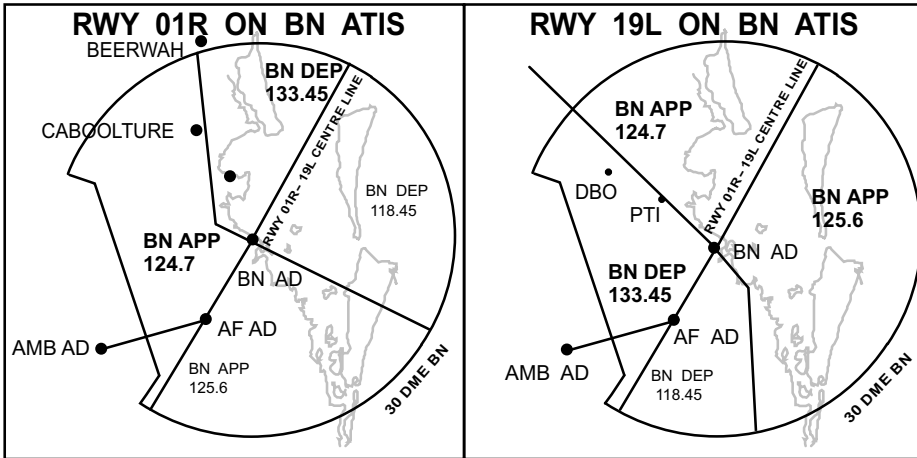 RWY 01R ON BN ATIS
BEERWAH
BN DEP
133.45
CABOOLTURE
RWY 01R– 19L CENTRE LINE
BN DEP
118.45
BN APP
124.7
BN AD
AF AD
AMB AD
BN APP
125.6
30 DME BN
RWY 19L ON BN ATIS
BN APP
124.7
RWY 01R– 19L CENTRE LINE
DBO
PTI
BN APP
125.6
BN AD
BN DEP
133.45
AF AD
AMB AD
BN DEP
118.45
30 DME BN